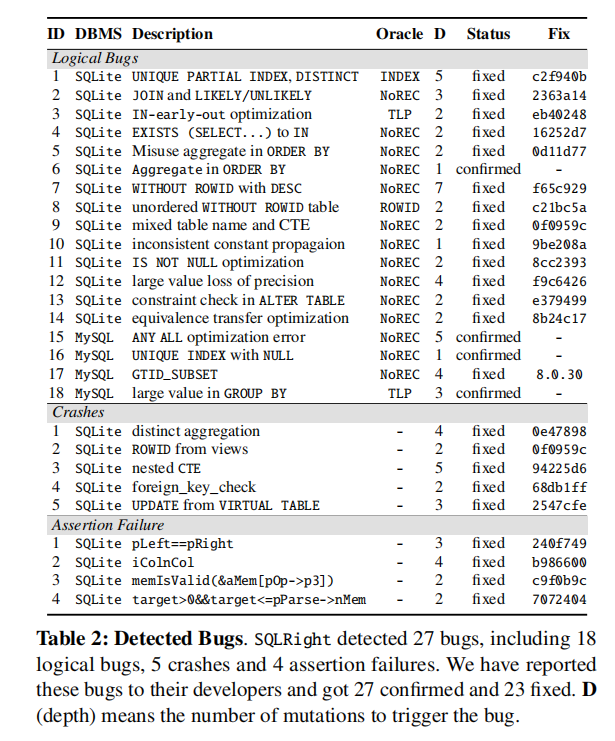 ID DBMS Description Oracle D Status Fix
Logical Bugs
1 SQLite UNIQUE PARTIAL INDEX, DISTINCT INDEX 5 fixed c2f940b
2 SQLite JOIN and LIKELY/UNLIKELY NoREC 3 fixed 2363a14
3 SQLite IN-early-out optimization TLP 2 fixed eb40248
4 SQLite EXISTS (SELECT...) to IN NoREC 2 fixed 16252d7
5 SQLite Misuse aggregate in ORDER BY NoREC 2 fixed 0d11d77
6 SQLite Aggregate in ORDER BY NoREC 1 confirmed -
7 SQLite WITHOUT ROWID with DESC NoREC 7 fixed f65c929
8 SQLite unordered WITHOUT ROWID table ROWID 2 fixed c21bc5a
9 SQLite mixed table name and CTE NoREC 2 fixed 0f0959c
10 SQLite inconsistent constant propagaion NoREC 1 fixed 9be208a
11 SQLite IS NOT NULL optimization NoREC 2 fixed 8cc2393
12 SQLite large value loss of precision NoREC 4 fixed f9c6426
13 SQLite constraint check in ALTER TABLE NoREC 2 fixed e379499
14 SQLite equivalence transfer optimization NoREC 2 fixed 8b24c17
15 MySQL ANY ALL optimization error NoREC 5 confirmed -
16 MySQL UNIQUE INDEX with NULL NoREC 1 confirmed -
17 MySQL GTID_SUBSET NoREC 4 fixed 8.0.30
18 MySQL large value in GROUP BY TLP 3 confirmed -
Crashes
1 SQLite distinct aggregation - 4 fixed 0e47898
2 SQLite ROWID from views - 2 fixed 0f0959c
3 SQLite nested CTE - 5 fixed 94225d6
4 SQLite foreign_key_check - 2 fixed 68db1ff
5 SQLite UPDATE from VIRTUAL TABLE - 3 fixed 2547cfe
Assertion Failure
1 SQLite pLeft==pRight - 3 fixed 240f749
2 SQLite iColnCol - 4 fixed b986600
3 SQLite memIsValid(&aMem[pOp->p3]) - 2 fixed c9f0b9c
4 SQLite target>0&&target<=pParse->nMem - 2 fixed 7072404
Table 2: Detected Bugs. SQLRight detected 27 bugs, including 18
logical bugs, 5 crashes and 4 assertion failures. We have reported
these bugs to their developers and got 27 confirmed and 23 fixed. D
(depth) means the number of mutations to trigger the bug.